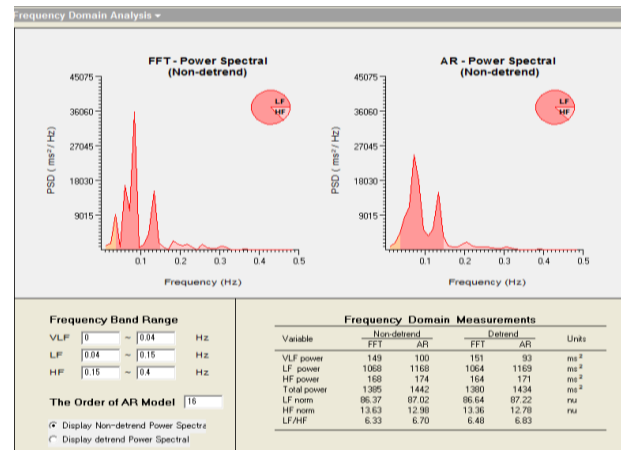 Frequency Domain Analysis
FFT - Power Spectral
(Non-detrend)
AR - Power Spectral
(Non-detrend)
45075
36060
27045
18030
9015
PSD ( ms²/ Hz)
LF
HF
0.1 0.2 0.3 0.4 0.5
Frequency (Hz)
45075
36060
27045
18030
9015
PSD ( ms²/ Hz)
LF
HF
0.1 0.2 0.3 0.4 0.5
Frequency (Hz)
Frequency Band Range
VLF 0 ~ 0.04 Hz
LF 0.04 ~ 0.15 Hz
HF 0.15 ~ 0.4 Hz
The Order of AR Model 16
Display Non-detrend Power Spectra
Display detrend Power Spectral
Frequency Domain Measurements
Variable Non-detrend Detrend Units
FFT AR FFT AR
VLF power 149 100 151 93 ms²
LF power 1068 1168 1064 1169 ms²
HF power 168 174 164 171 ms²
Total power 1385 1442 1380 1434 ms²
LF norm 86.37 87.02 86.64 87.22 nu
HF norm 13.63 12.98 13.36 12.78 nu
LF/HF 6.33 6.70 6.48 6.83